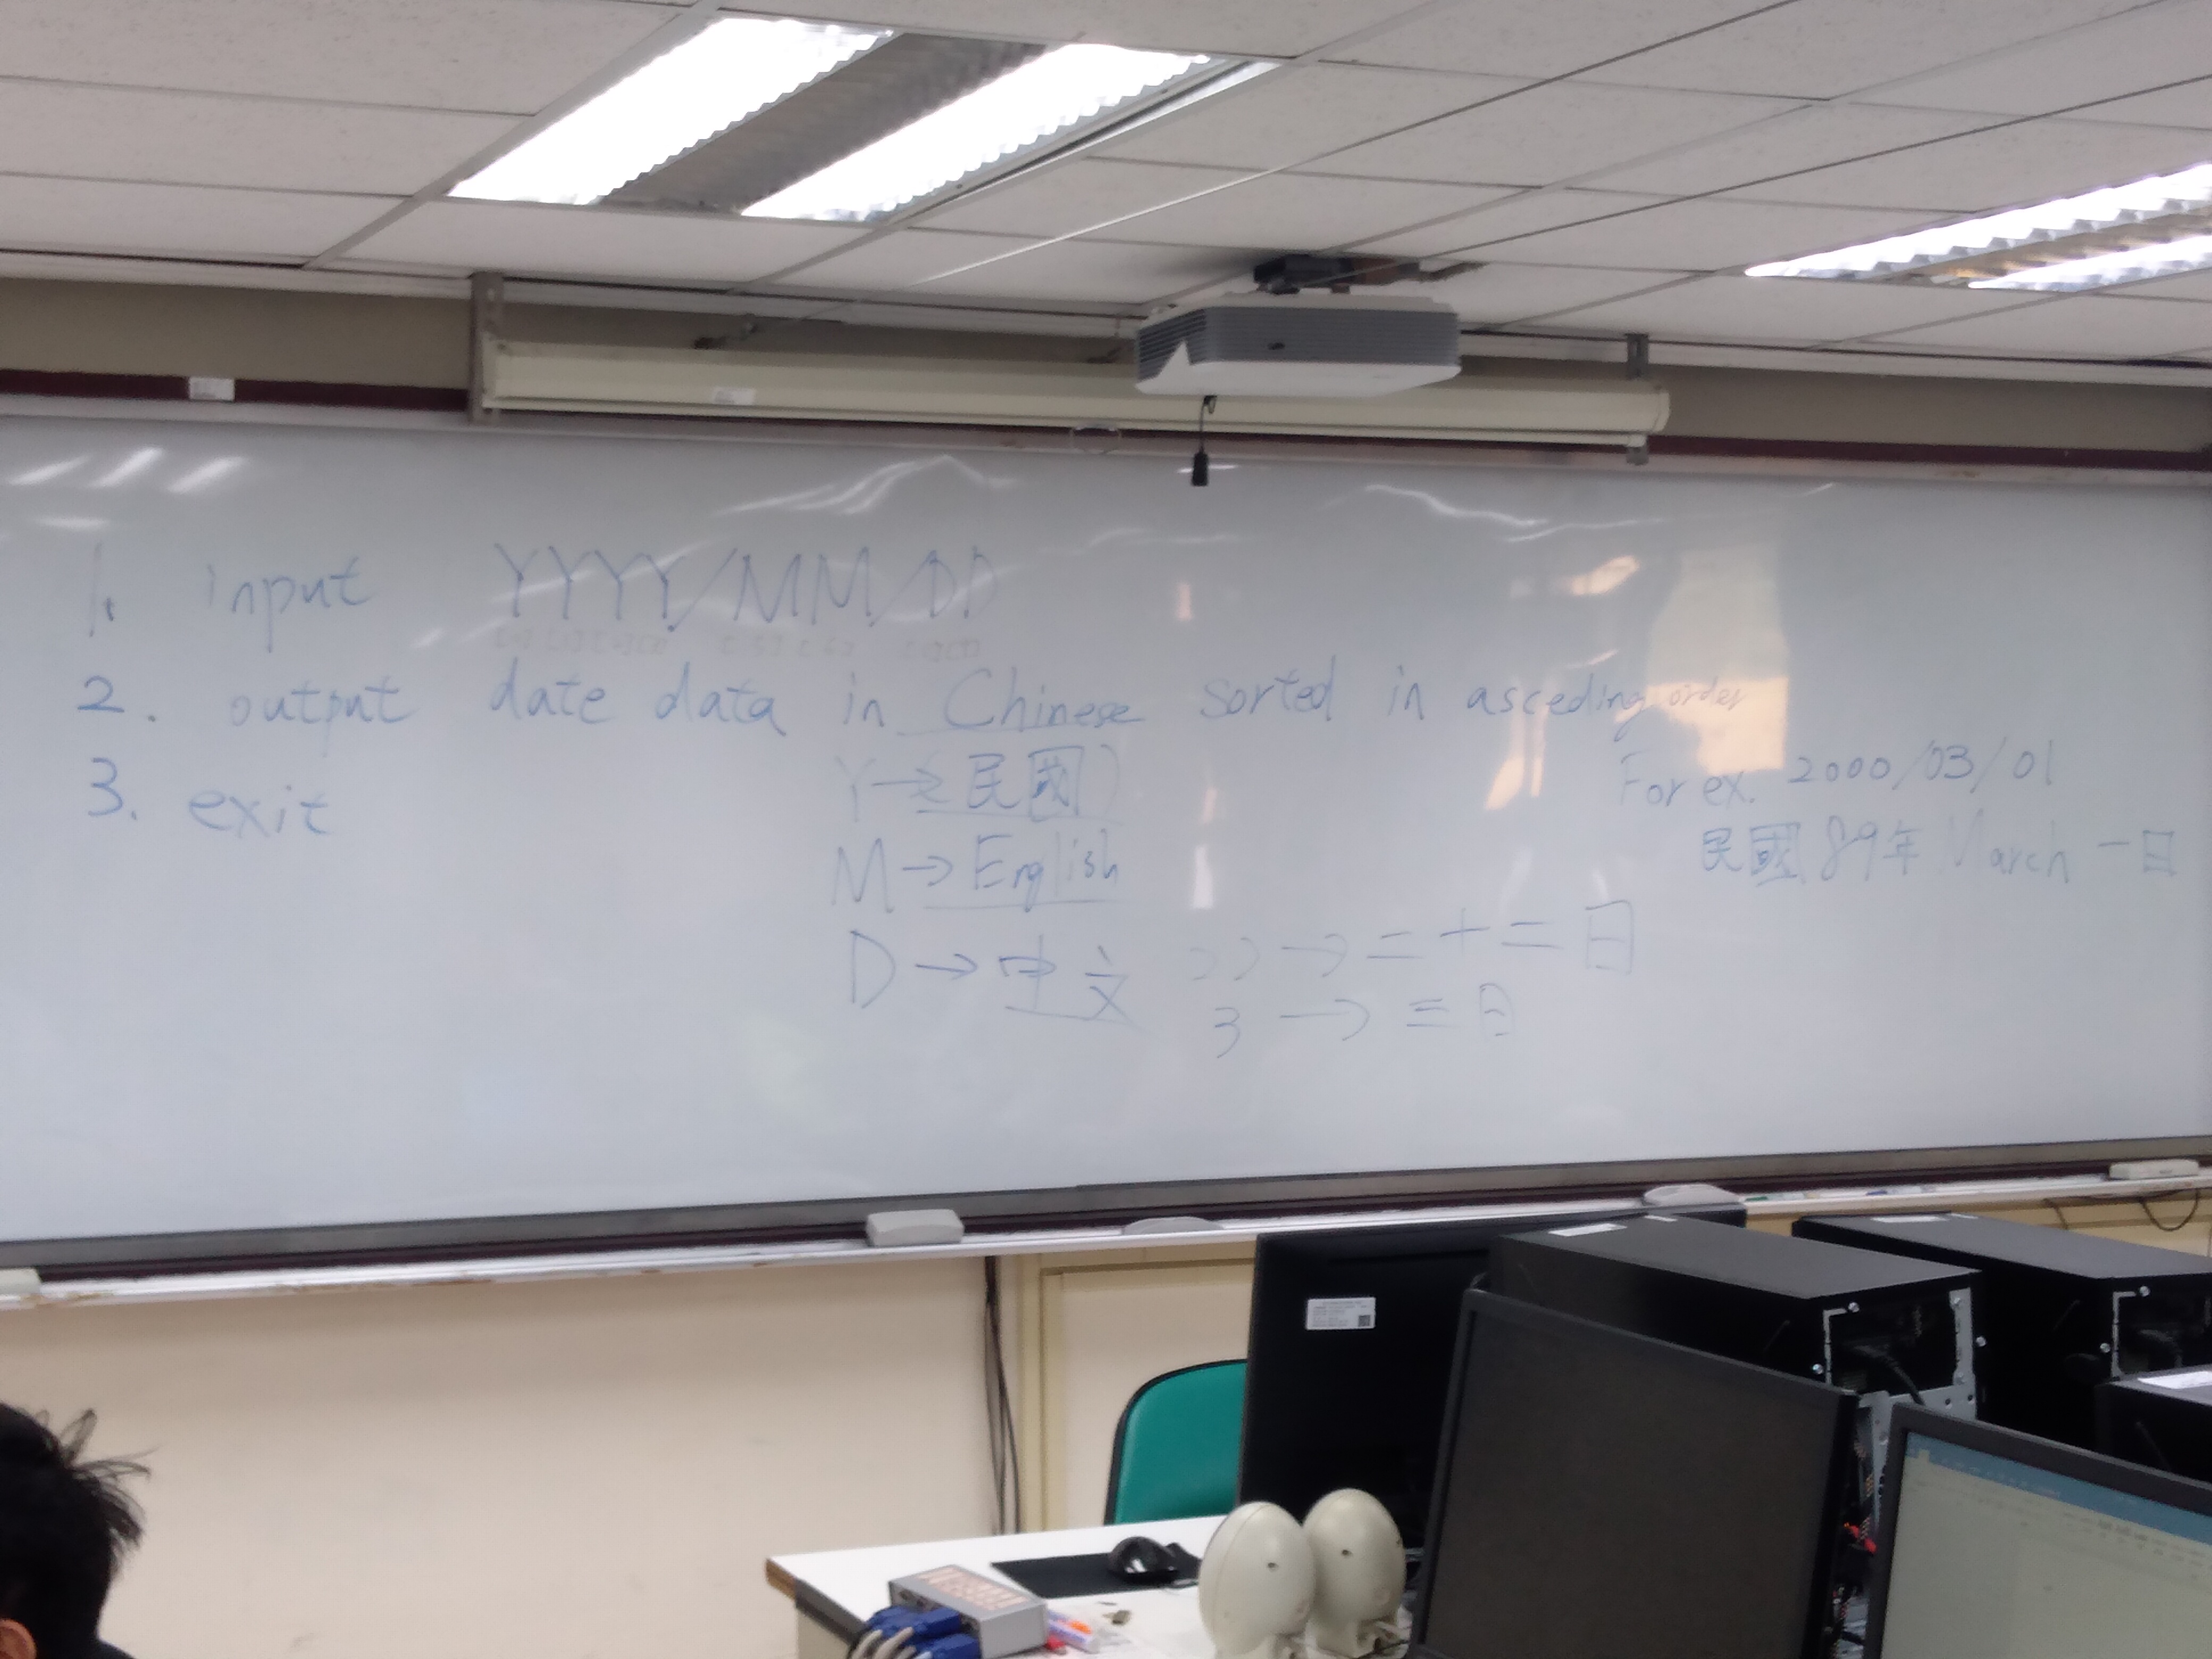 1. input YYYY/MM/DD
2. output date data in Chinese sorted in asceding order
3. exit
Y→民國
M→English
D→中文 22→二十二日
3→三日
For ex. 2000/03/01
民國89年 March 一日